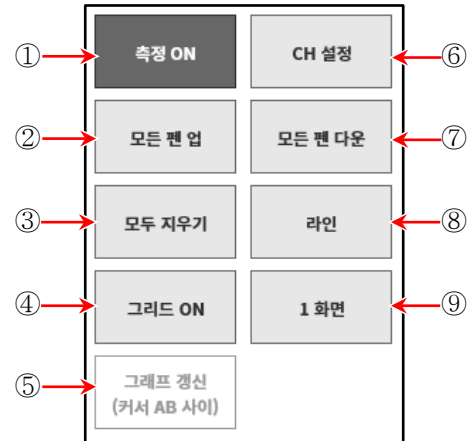 ① 측정 ON CH 설정 ⑥
② 모든 펜 업 모든 펜 다운 ⑦
③ 모두 지우기 라인 ⑧
④ 그리드 ON 1 화면 ⑨
⑤ 그래프 갱신
(커서 AB 사이)